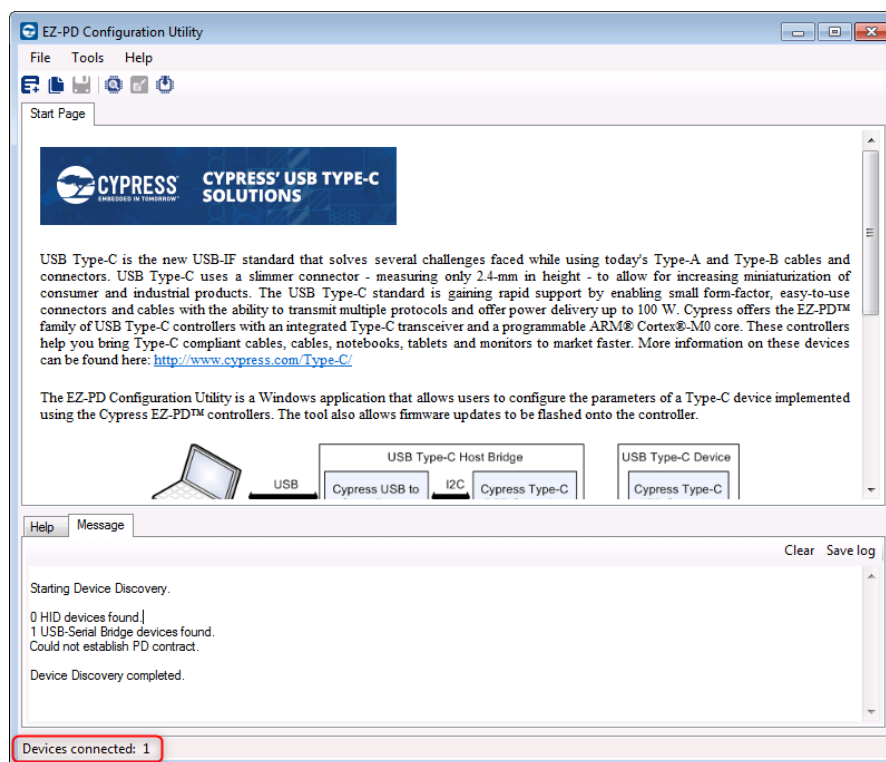 EZ-PD Configuration Utility
File Tools Help
Start Page
CYPRESS
EMBEDDED IN TOMORROW™
CYPRESS' USB TYPE-C
SOLUTIONS
USB Type-C is the new USB-IF standard that solves several challenges faced while using today's Type-A and Type-B cables and
connectors. USB Type-C uses a slimmer connector - measuring only 2.4-mm in height - to allow for increasing miniaturization of
consumer and industrial products. The USB Type-C standard is gaining rapid support by enabling small form-factor, easy-to-use
connectors and cables with the ability to transmit multiple protocols and offer power delivery up to 100 W. Cypress offers the EZ-PD™
family of USB Type-C controllers with an integrated Type-C transceiver and a programmable ARM® Cortex®-M0 core. These controllers
help you bring Type-C compliant cables, cables, notebooks, tablets and monitors to market faster. More information on these devices
can be found here: http://www.cypress.com/Type-C/
The EZ-PD Configuration Utility is a Windows application that allows users to configure the parameters of a Type-C device implemented
using the Cypress EZ-PD™ controllers. The tool also allows firmware updates to be flashed onto the controller.
USB Type-C Host Bridge
USB Type-C Device
USB
Cypress USB to
I2C
Cypress Type-C
Cypress Type-C
Help Message
Clear Save log
Starting Device Discovery.
0 HID devices found.
1 USB-Serial Bridge devices found.
Could not establish PD contract.
Device Discovery completed.
Devices connected: 1